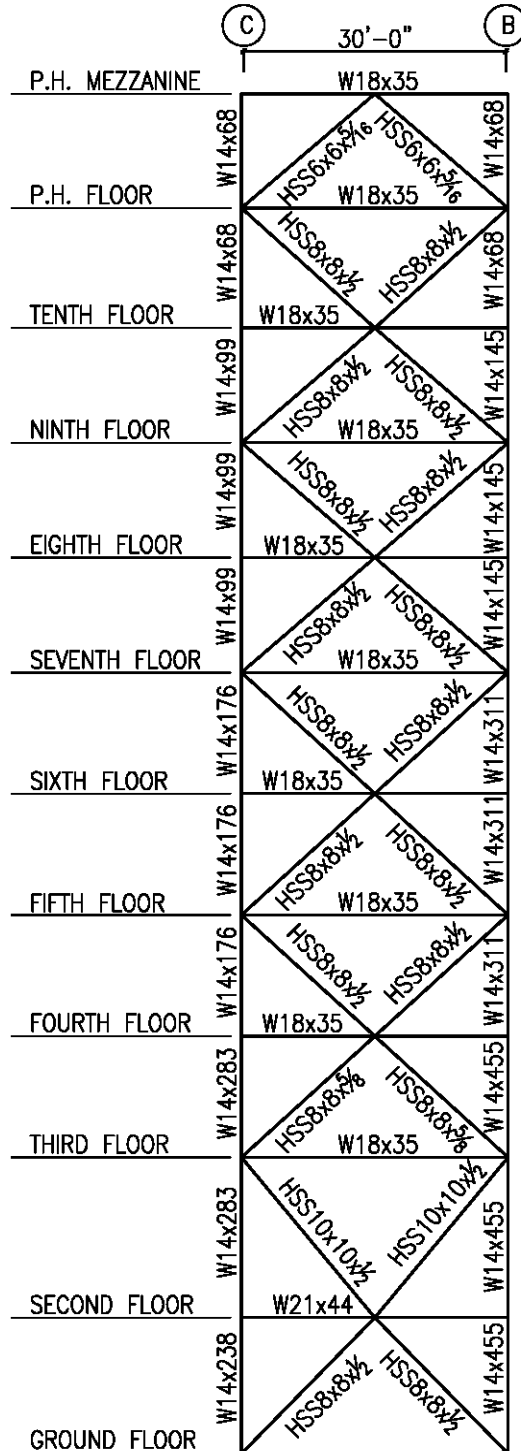 C B
30'-0"
P.H. MEZZANINE W18x35
W14x68 HSS6x6x5/16 HSS6x6x5/16 W14x68
P.H. FLOOR W18x35
W14x68 HSS8x8x1/2 HSS8x8x1/2 W14x68
TENTH FLOOR W18x35
W14x99 HSS8x8x1/2 HSS8x8x1/2 W14x145
NINTH FLOOR W18x35
W14x99 HSS8x8x1/2 HSS8x8x1/2 W14x145
EIGHTH FLOOR W18x35
W14x99 HSS8x8x1/2 HSS8x8x1/2 W14x145
SEVENTH FLOOR W18x35
W14x176 HSS8x8x1/2 HSS8x8x1/2 W14x311
SIXTH FLOOR W18x35
W14x176 HSS8x8x1/2 HSS8x8x1/2 W14x311
FIFTH FLOOR W18x35
W14x176 HSS8x8x1/2 HSS8x8x1/2 W14x311
FOURTH FLOOR W18x35
W14x283 HSS8x8x5/8 HSS8x8x5/8 W14x455
THIRD FLOOR W18x35
W14x283 HSS10x10x1/2 HSS10x10x1/2 W14x455
SECOND FLOOR W21x44
W14x238 HSS8x8x1/2 HSS8x8x1/2 W14x455
GROUND FLOOR